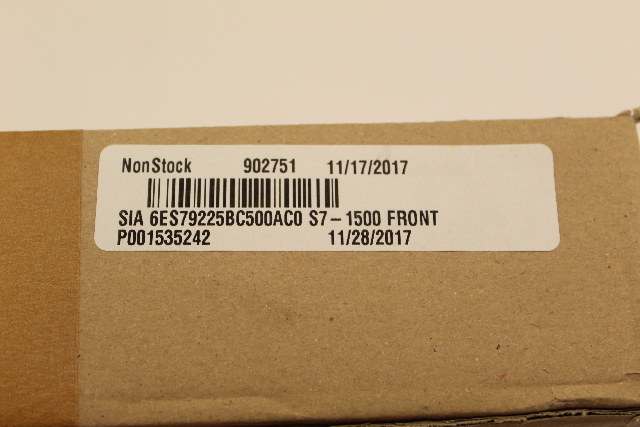 NonStock 902751 11/17/2017
SIA 6ES79225BC500AC0 S7-1500 FRONT
P001535242 11/28/2017